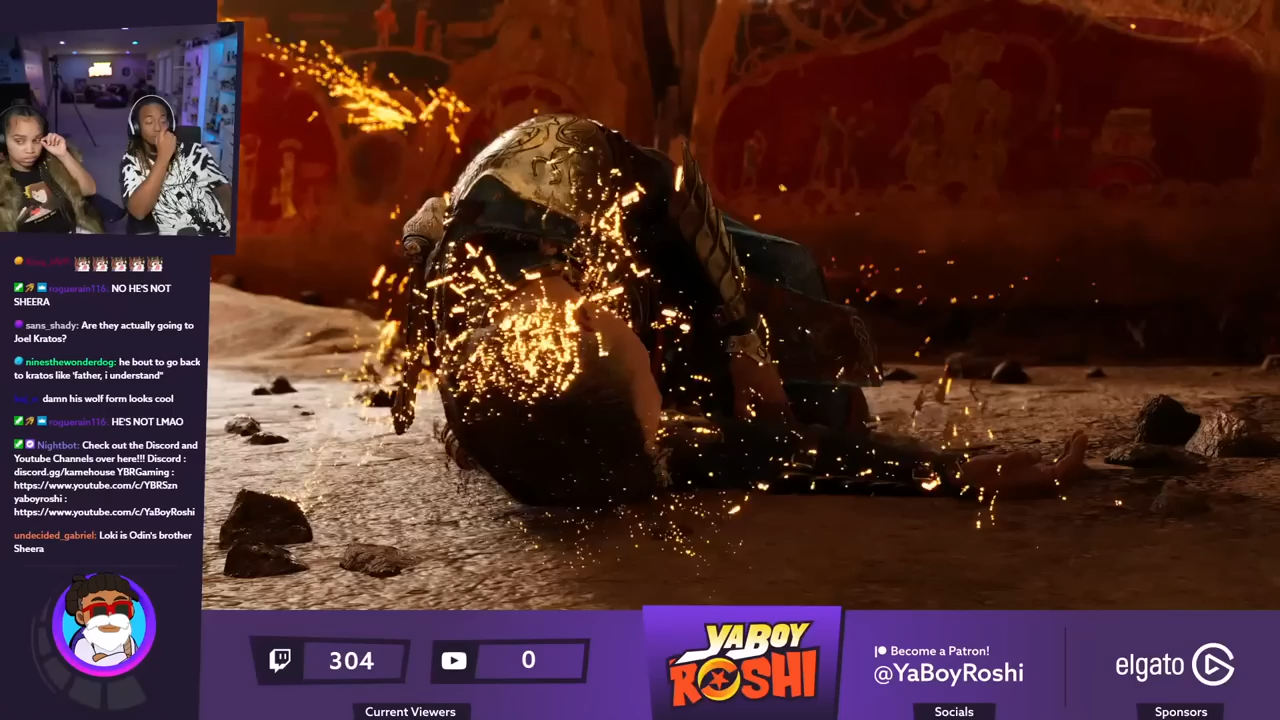 roguerain116: NO HE'S NOT
SHEERA
sans_shady: Are they actually going to
Joel Kratos?
ninesthewonderdog: he bout to go back
to kratos like 'father, i understand"
damn his wolf form looks cool
roguerain116: HE'S NOT LMAO
Nightbot: Check out the Discord and
Youtube Channels over here!!! Discord :
discord.gg/kamehouse YBRGaming :
https://www.youtube.com/c/YBRSzn
yaboyroshi :
https://www.youtube.com/c/YaBoyRoshi
undecided_gabriel: Loki is Odin's brother
Sheera
304
0
Current Viewers
YABOY
ROSHI
Become a Patron!
@YaBoyRoshi
Socials
elgato
Sponsors